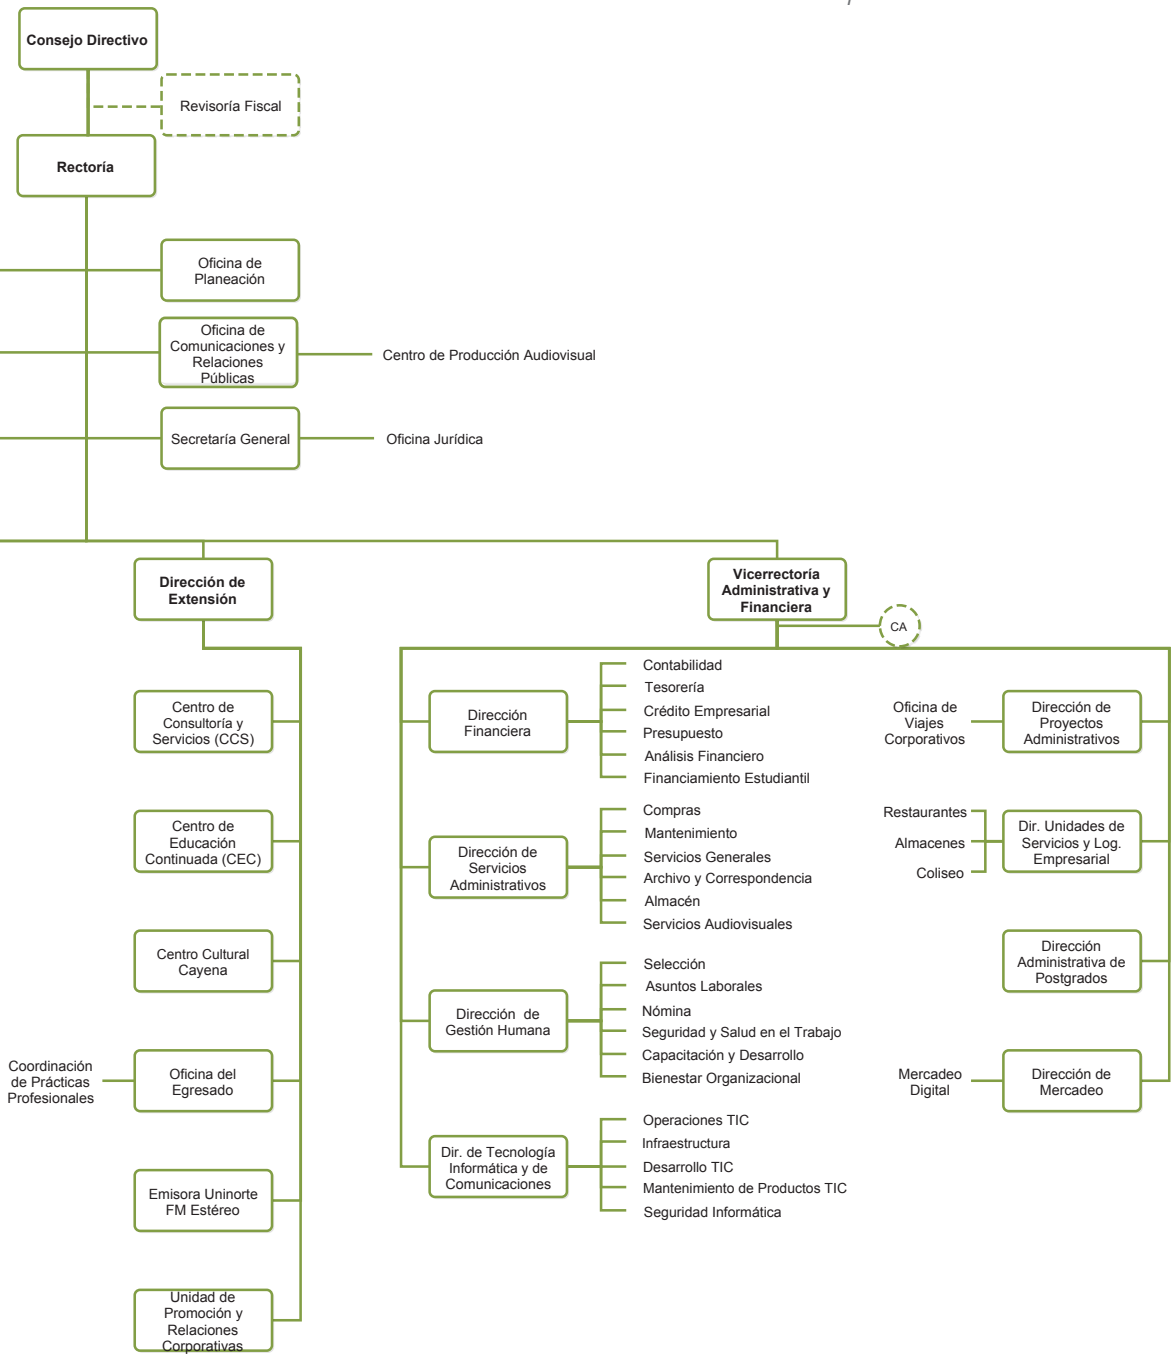 Consejo Directivo
Revisoría Fiscal
Rectoría
Oficina de
Planeación
Oficina de
Comunicaciones y
Relaciones
Públicas
Centro de Producción Audiovisual
Secretaría General
Oficina Jurídica
Dirección de
Extensión
Centro de
Consultoría y
Servicios (CCS)
Centro de
Educación
Continuada (CEC)
Centro Cultural
Cayena
Coordinación
de Prácticas
Profesionales
Oficina del
Egresado
Emisora Uninorte
FM Estéreo
Unidad de
Promoción y
Relaciones
Corporativas
Vicerrectoría
Administrativa y
Financiera
CA
Dirección
Financiera
Contabilidad
Tesorería
Crédito Empresarial
Presupuesto
Análisis Financiero
Financiamiento Estudiantil
Dirección de
Servicios
Administrativos
Compras
Mantenimiento
Servicios Generales
Archivo y Correspondencia
Almacén
Servicios Audiovisuales
Dirección de
Gestión Humana
Selección
Asuntos Laborales
Nómina
Seguridad y Salud en el Trabajo
Capacitación y Desarrollo
Bienestar Organizacional
Dir. de Tecnología
Informática y de
Comunicaciones
Operaciones TIC
Infraestructura
Desarrollo TIC
Mantenimiento de Productos TIC
Seguridad Informática
Oficina de
Viajes
Corporativos
Dirección de
Proyectos
Administrativos
Restaurantes
Almacenes
Coliseo
Dir. Unidades de
Servicios y Log.
Empresarial
Dirección
Administrativa de
Postgrados
Mercadeo
Digital
Dirección de
Mercadeo